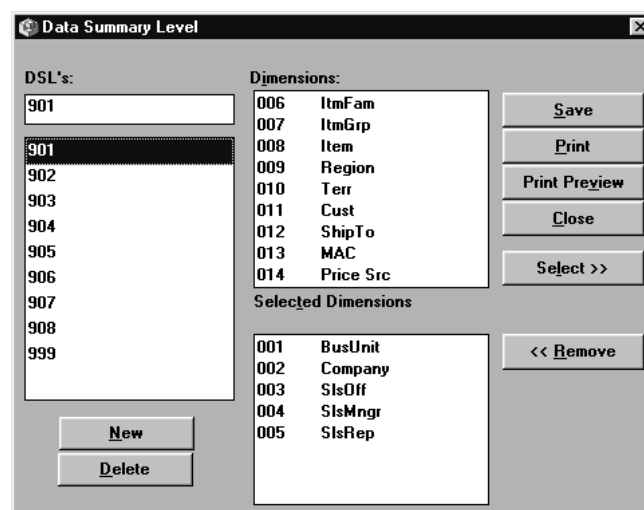 Data Summary Level
DSL's:
901
901
902
903
904
905
906
907
908
999
New
Delete
Dimensions:
006 ItmFam
007 ItmGrp
008 Item
009 Region
010 Terr
011 Cust
012 ShipTo
013 MAC
014 Price Src
Selected Dimensions
001 BusUnit
002 Company
003 SlsOff
004 SlsMngr
005 SlsRep
Save
Print
Print Preview
Close
Select >>
<< Remove